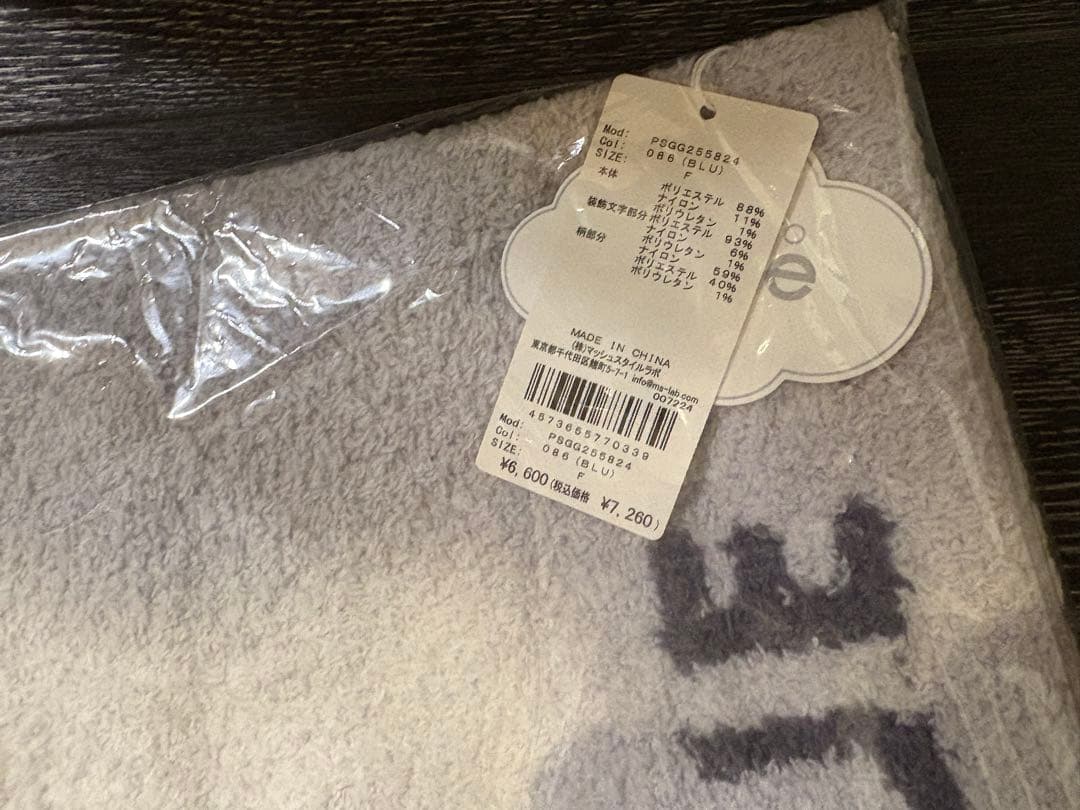 Mod: PSGG255824
Col: 086(BLU)
SIZE: F
本体 ポリエステル 88%
ナイロン 11%
ポリウレタン 1%
装飾文字部分 ポリエステル 93%
ナイロン 6%
ポリウレタン 1%
柄部分 ナイロン 59%
ポリエステル 40%
ポリウレタン 1%
MADE IN CHINA
(株)マッシュスタイルラボ
東京都千代田区麹町5-7-1 info@ms-lab.com
007224
4573655770339
Mod: PSGG255824
Col: 086(BLU)
SIZE: F
¥6,600(税込価格 ¥7,260)
e
E